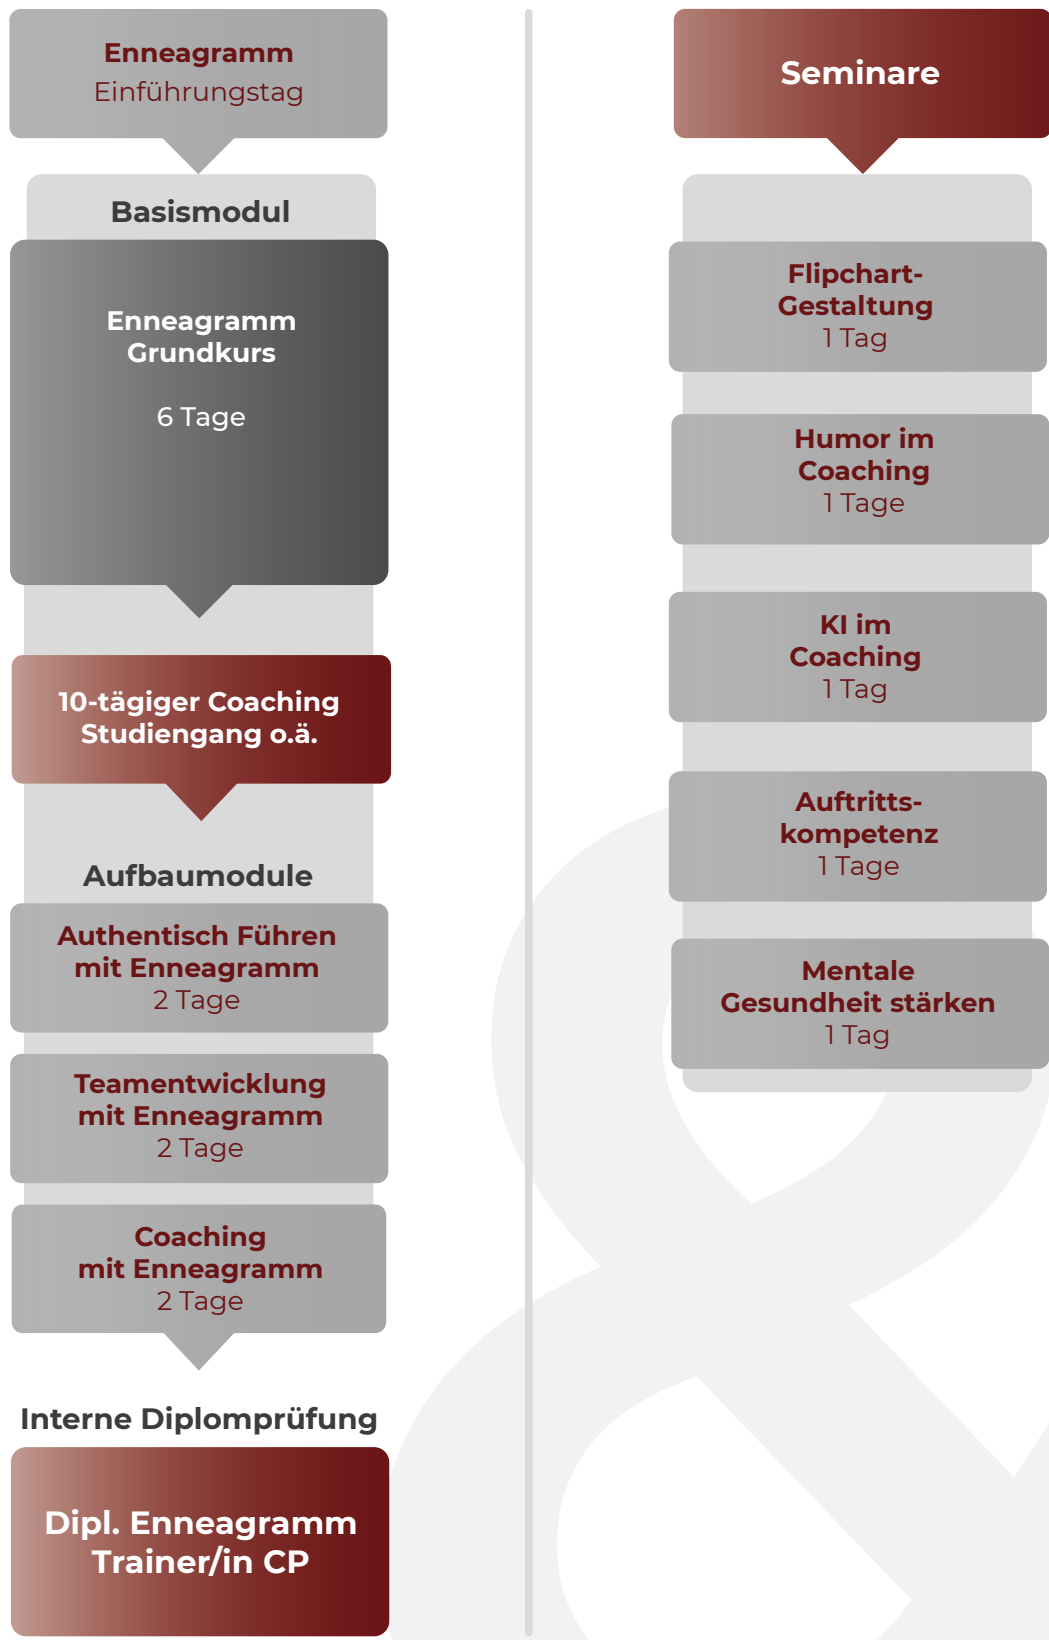 Enneagramm
Einführungstag
Basismodul
Enneagramm
Grundkurs
6 Tage
10-tägiger Coaching
Studiengang o.ä.
Aufbaumodule
Authentisch Führen
mit Enneagramm
2 Tage
Teamentwicklung
mit Enneagramm
2 Tage
Coaching
mit Enneagramm
2 Tage
Interne Diplomprüfung
Dipl. Enneagramm
Trainer/in CP
Seminare
Flipchart-
Gestaltung
1 Tag
Humor im
Coaching
1 Tage
KI im
Coaching
1 Tag
Auftritts-
kompetenz
1 Tage
Mentale
Gesundheit stärken
1 Tag